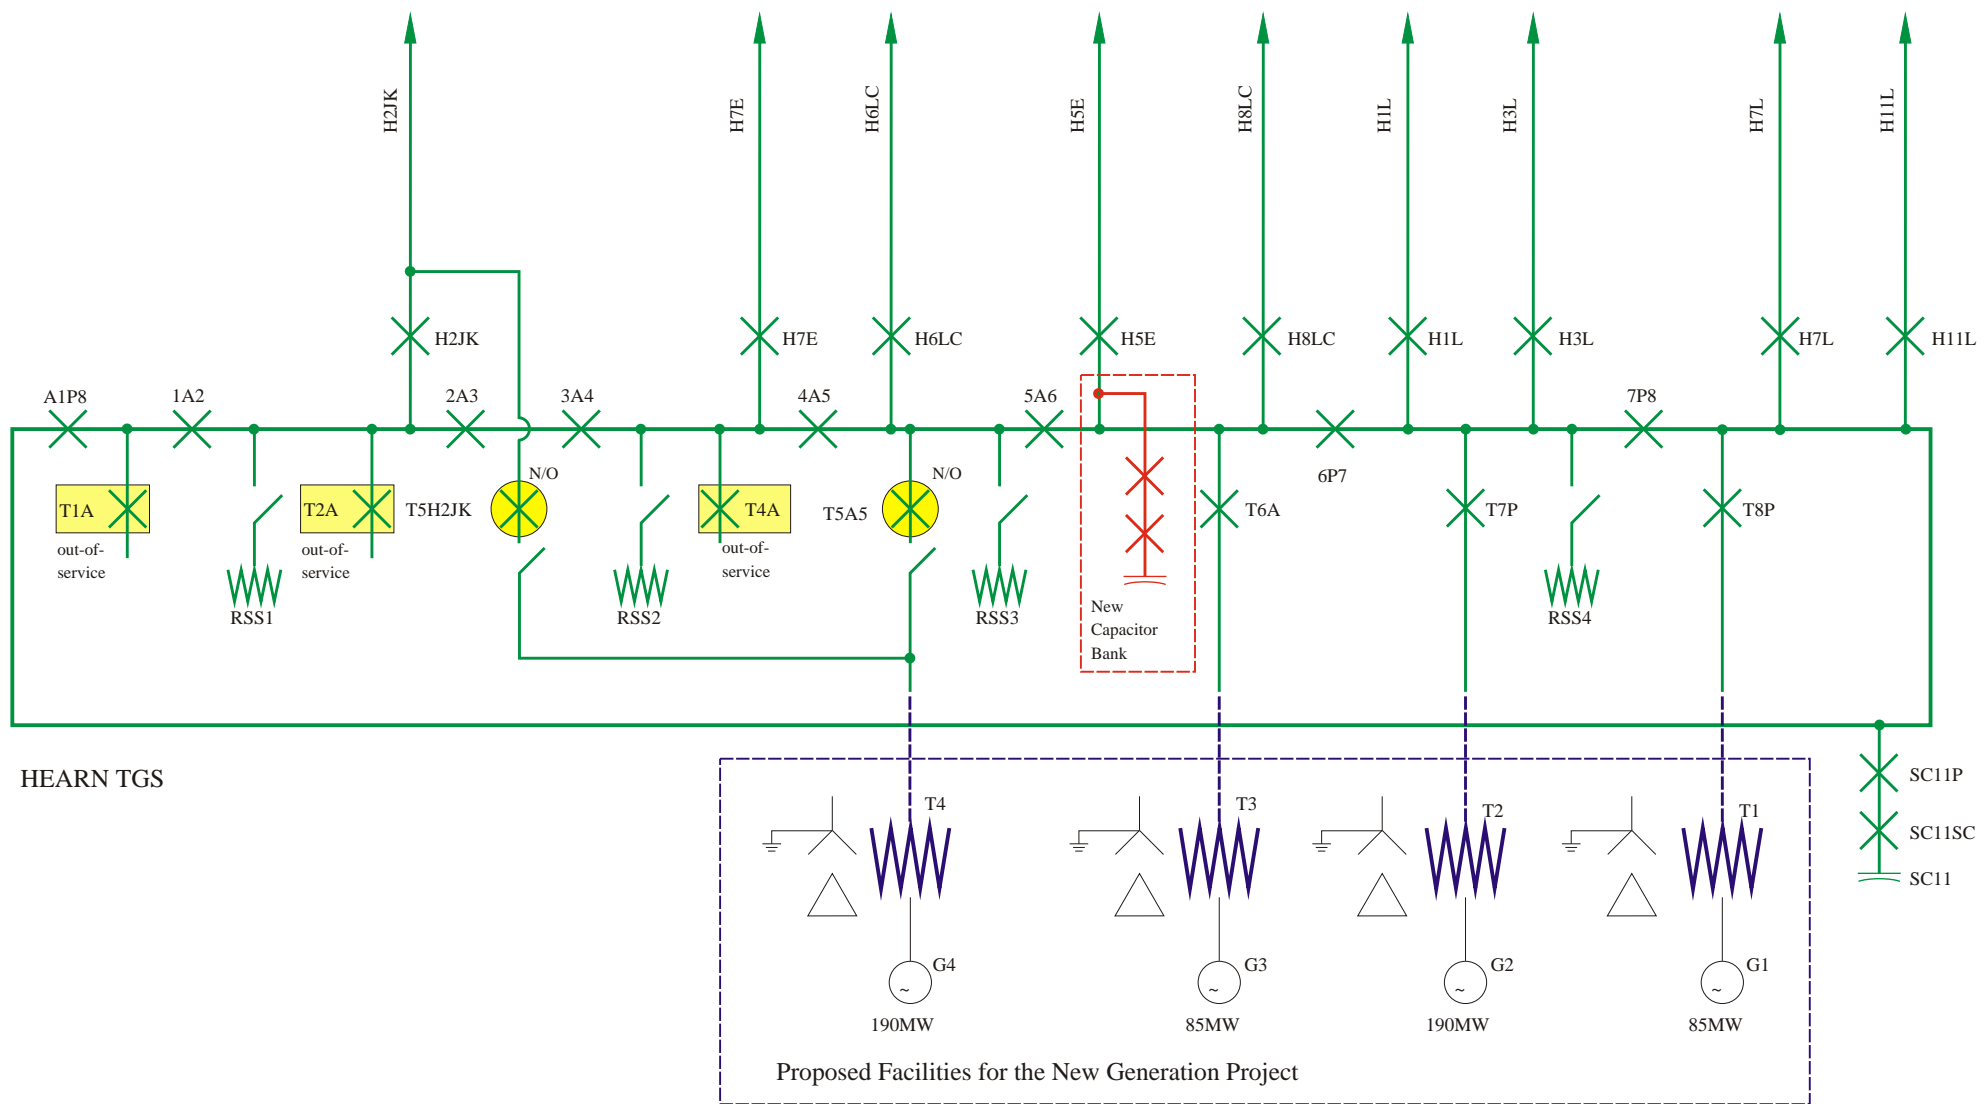 H2JK
H7E
H6LC
H5E
H8LC
H1L
H3L
H7L
H11L
H2JK
H7E
H6LC
H5E
H8LC
H1L
H3L
H7L
H11L
A1P8
1A2
2A3
3A4
4A5
5A6
6P7
7P8
N/O
N/O
T1A
out-of-
service
T2A
out-of-
service
T5H2JK
T4A
out-of-
service
T5A5
T6A
T7P
T8P
RSS1
RSS2
RSS3
RSS4
New
Capacitor
Bank
HEARN TGS
SC11P
SC11SC
SC11
T4
T3
T2
T1
G4
G3
G2
G1
~
~
~
~
190MW
85MW
190MW
85MW
Proposed Facilities for the New Generation Project